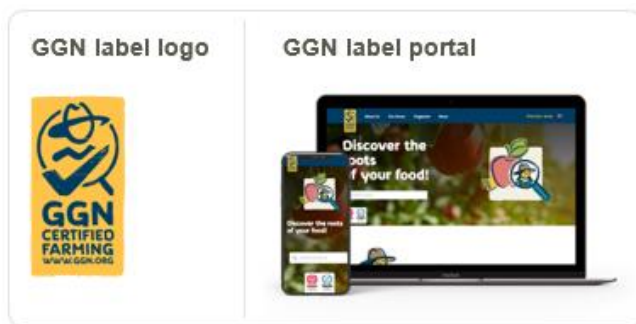 GGN label logo
GGN label portal
GGN
CERTIFIED
FARMING
WWW.GGN.ORG
Discover the
roots
of your food!
Discover the roots
of your food!